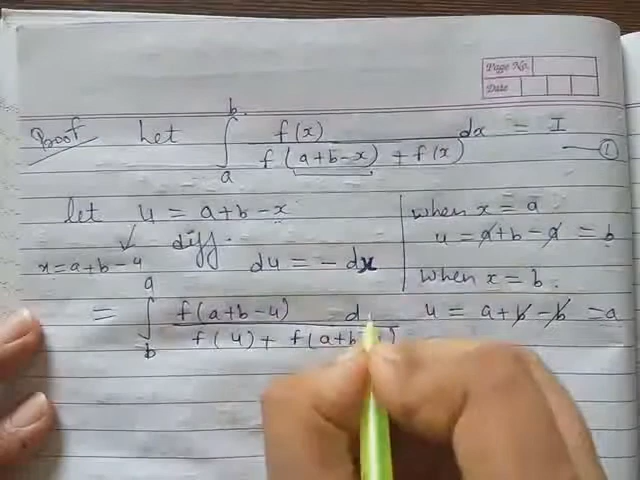 Page No.
Date
Proof Let ∫_a^b f(x) / (f(a+b-x) + f(x)) dx = I —①
let u = a+b-x
x = a+b-u diff.
du = -dx
when x = a
u = a+b-a = b
when x = b.
u = a+b-b = a
= ∫_b^a f(a+b-u) d / (f(u) + f(a+b-u))